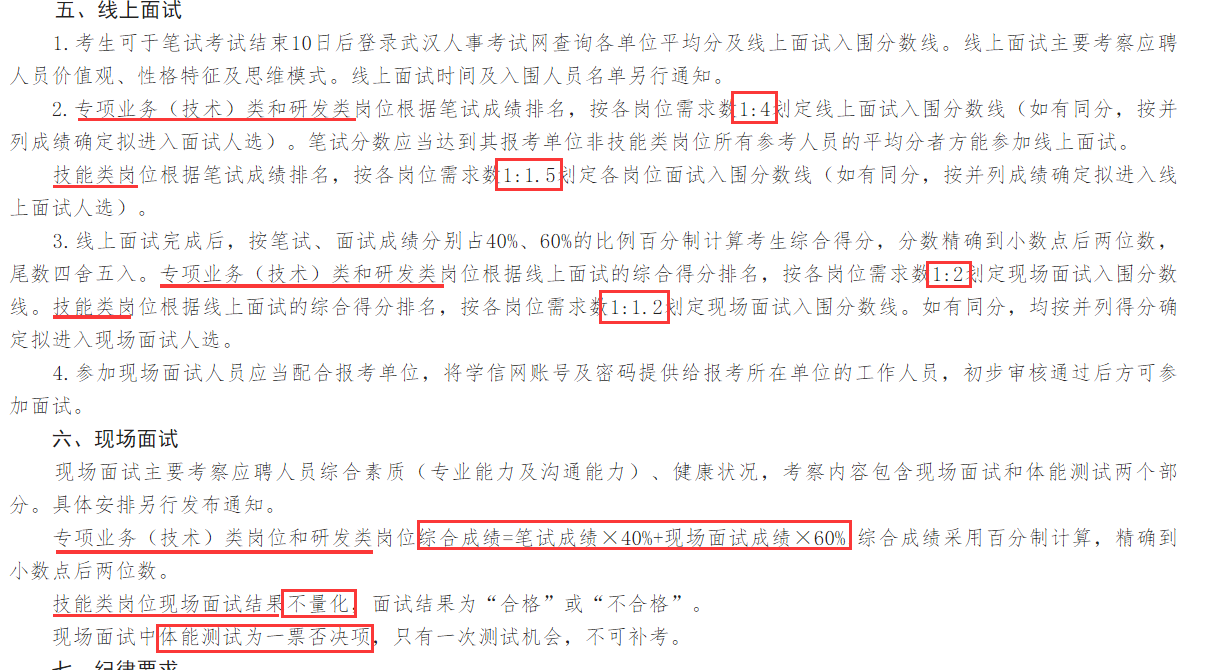 五、线上面试
1.考生可于笔试考试结束10日后登录武汉人事考试网查询各单位平均分及线上面试入围分数线。线上面试主要考察应聘
人员价值观、性格特征及思维模式。线上面试时间及入围人员名单另行通知。
2.专项业务（技术）类和研发类岗位根据笔试成绩排名，按各岗位需求数1:4划定线上面试入围分数线（如有同分，按并
列成绩确定拟进入面试人选）。笔试分数应当达到其报考单位非技能类岗位所有参考人员的平均分者方能参加线上面试。
技能类岗位根据笔试成绩排名，按各岗位需求数1:1.5划定各岗位面试入围分数线（如有同分，按并列成绩确定拟进入线
上面试人选）。
3.线上面试完成后，按笔试、面试成绩分别占40%、60%的比例百分制计算考生综合得分，分数精确到小数点后两位数，
尾数四舍五入。专项业务（技术）类和研发类岗位根据线上面试的综合得分排名，按各岗位需求数1:2划定现场面试入围分数
线。技能类岗位根据线上面试的综合得分排名，按各岗位需求数1:1.2划定现场面试入围分数线。如有同分，均按并列得分确
定拟进入现场面试人选。
4.参加现场面试人员应当配合报考单位，将学信网账号及密码提供给报考所在单位的工作人员，初步审核通过后方可参
加面试。
六、现场面试
现场面试主要考察应聘人员综合素质（专业能力及沟通能力）、健康状况，考察内容包含现场面试和体能测试两个部
分。具体安排另行发布通知。
专项业务（技术）类岗位和研发类岗位综合成绩=笔试成绩×40%+现场面试成绩×60% 综合成绩采用百分制计算，精确到
小数点后两位数。
技能类岗位现场面试结果不量化，面试结果为“合格”或“不合格”。
现场面试中体能测试为一票否决项，只有一次测试机会，不可补考。
七、纪律要求